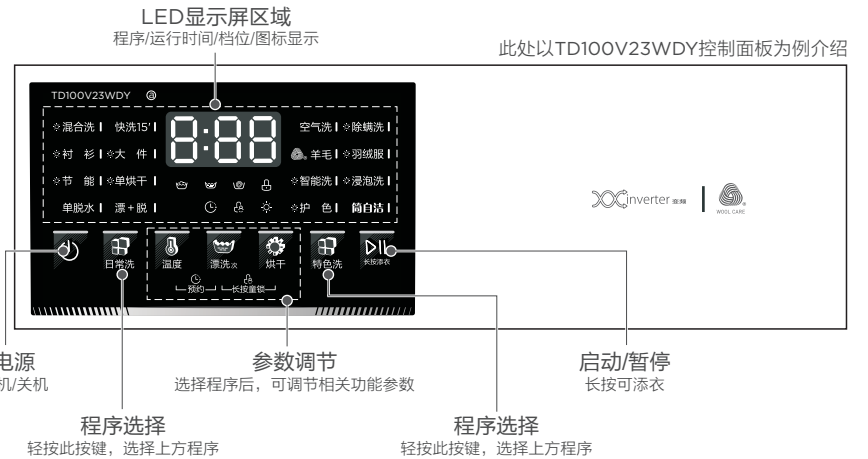 LED显示屏区域
程序/运行时间/档位/图标显示
此处以TD100V23WDY控制面板为例介绍
TD100V23WDY
混合洗 快洗15' 8:88 空气洗 除螨洗
衬 衫 大 件 羊毛 羽绒服
节 能 单烘干 智能洗 浸泡洗
单脱水 漂+脱 护 色 筒自洁
inverter 变频
WOOL CARE
日常洗 温度 漂洗次 烘干 特色洗 长按添衣
预约 长按童锁
电源 参数调节 启动/暂停
机/关机 选择程序后，可调节相关功能参数 长按可添衣
程序选择 程序选择
轻按此按键，选择上方程序 轻按此按键，选择上方程序